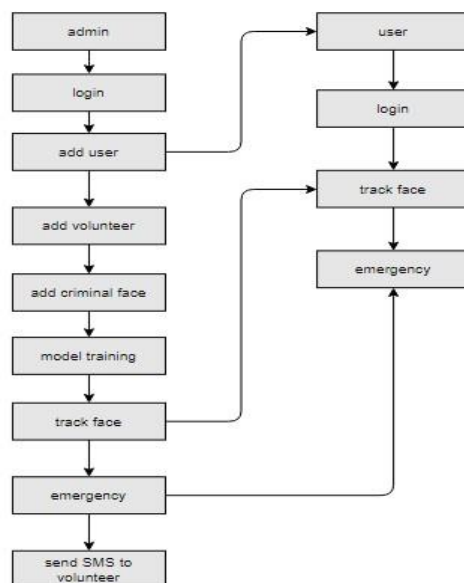 admin
login
add user
add volunteer
add criminal face
model training
track face
emergency
send SMS to
volunteer
user
login
track face
emergency